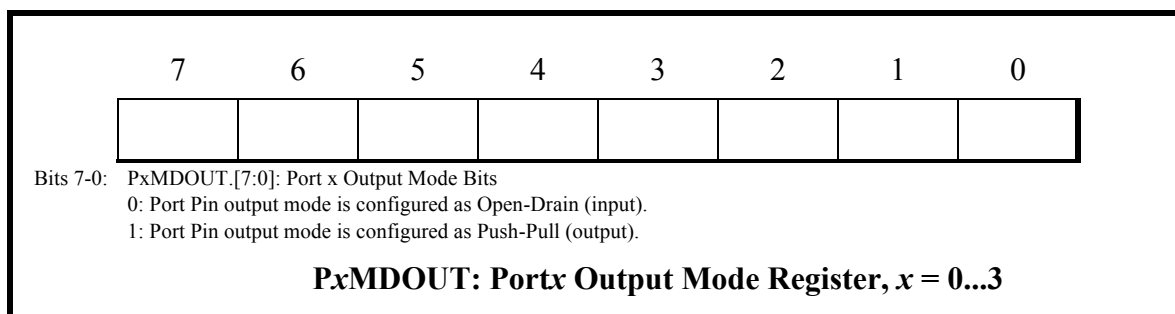 7 6 5 4 3 2 1 0
Bits 7-0: PxMDOUT.[7:0]: Port x Output Mode Bits
0: Port Pin output mode is configured as Open-Drain (input).
1: Port Pin output mode is configured as Push-Pull (output).
PxMDOUT: Portx Output Mode Register, x = 0...3